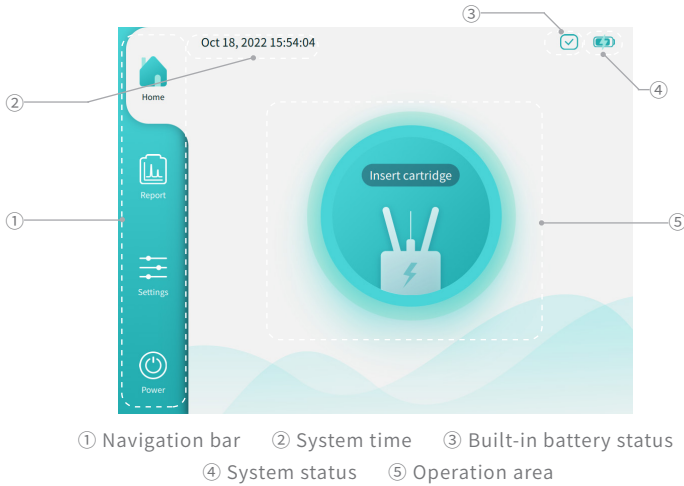 ③
Oct 18, 2022 15:54:04
④
②
Home
Insert cartridge
Report
①
⑤
Settings
Power
① Navigation bar ② System time ③ Built-in battery status
④ System status ⑤ Operation area